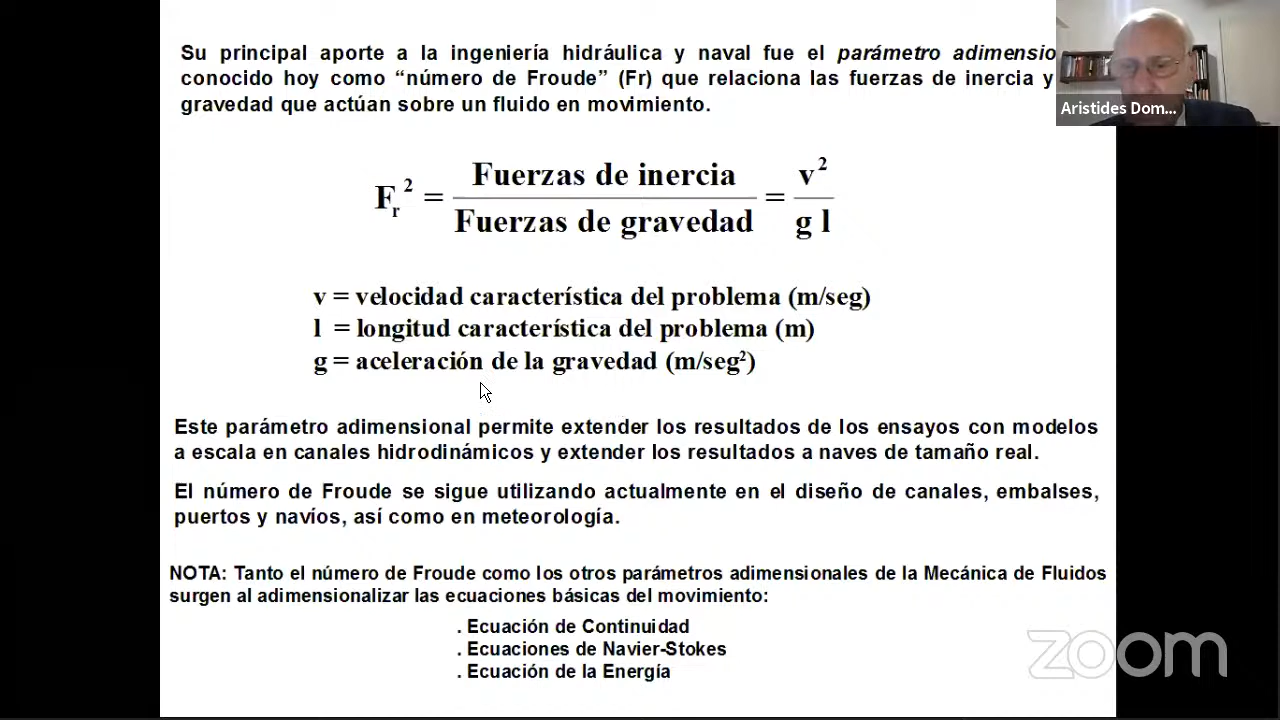 Su principal aporte a la ingeniería hidráulica y naval fue el parámetro adimensio
conocido hoy como “número de Froude” (Fr) que relaciona las fuerzas de inercia y
gravedad que actúan sobre un fluido en movimiento.
Aristides Dom...
Fr² = Fuerzas de inercia / Fuerzas de gravedad = v² / g l
v = velocidad característica del problema (m/seg)
l = longitud característica del problema (m)
g = aceleración de la gravedad (m/seg²)
Este parámetro adimensional permite extender los resultados de los ensayos con modelos
a escala en canales hidrodinámicos y extender los resultados a naves de tamaño real.
El número de Froude se sigue utilizando actualmente en el diseño de canales, embalses,
puertos y navíos, así como en meteorología.
NOTA: Tanto el número de Froude como los otros parámetros adimensionales de la Mecánica de Fluidos
surgen al adimensionalizar las ecuaciones básicas del movimiento:
. Ecuación de Continuidad
. Ecuaciones de Navier-Stokes
. Ecuación de la Energía
zoom